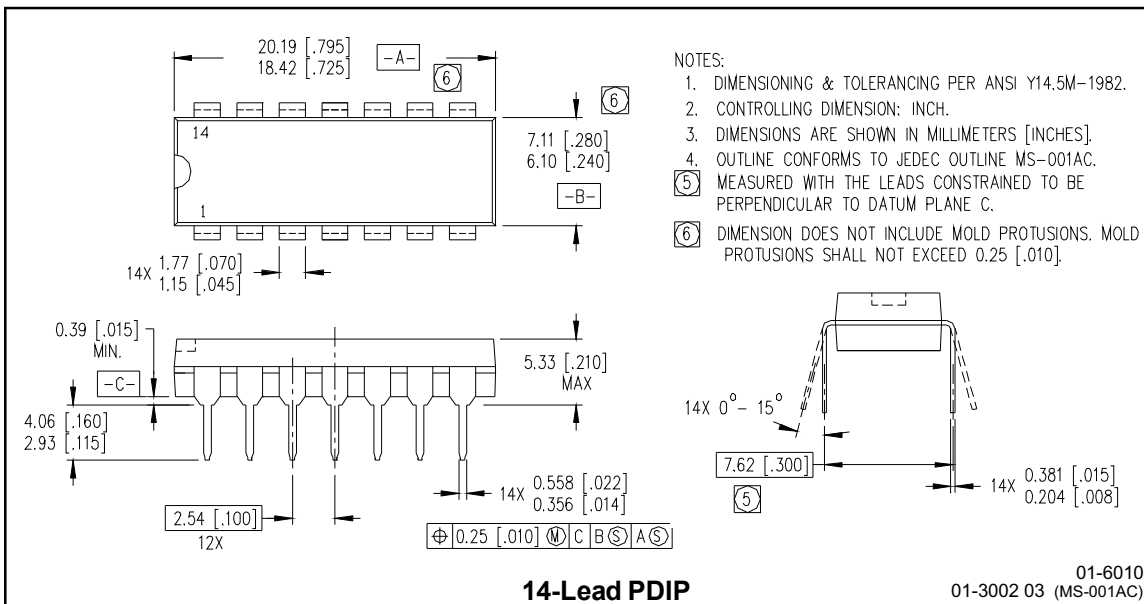 20.19 [.795]
18.42 [.725]
-A-
6
6
14
1
7.11 [.280]
6.10 [.240]
-B-
14X 1.77 [.070]
1.15 [.045]
NOTES:
1. DIMENSIONING & TOLERANCING PER ANSI Y14.5M-1982.
2. CONTROLLING DIMENSION: INCH.
3. DIMENSIONS ARE SHOWN IN MILLIMETERS [INCHES].
4. OUTLINE CONFORMS TO JEDEC OUTLINE MS-001AC.
5 MEASURED WITH THE LEADS CONSTRAINED TO BE
PERPENDICULAR TO DATUM PLANE C.
6 DIMENSION DOES NOT INCLUDE MOLD PROTUSIONS. MOLD
PROTUSIONS SHALL NOT EXCEED 0.25 [.010].
0.39 [.015]
MIN.
-C-
4.06 [.160]
2.93 [.115]
5.33 [.210]
MAX
2.54 [.100]
12X
14X 0.558 [.022]
0.356 [.014]
⌖ 0.25 [.010] Ⓜ C B Ⓢ A Ⓢ
14X 0°- 15°
7.62 [.300]
5
14X 0.381 [.015]
0.204 [.008]
14-Lead PDIP
01-6010
01-3002 03 (MS-001AC)